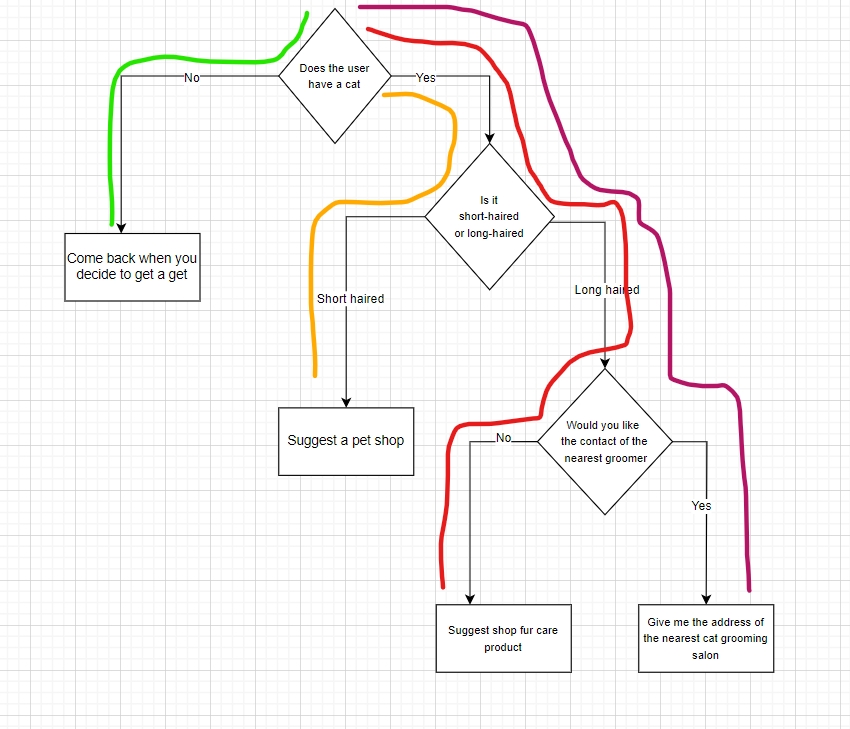 Does the user
have a cat
No
Yes
Is it
short-haired
or long-haired
Come back when you
decide to get a get
Short haired
Long haired
Suggest a pet shop
Would you like
the contact of the
nearest groomer
No
Yes
Suggest shop fur care
product
Give me the address of
the nearest cat grooming
salon